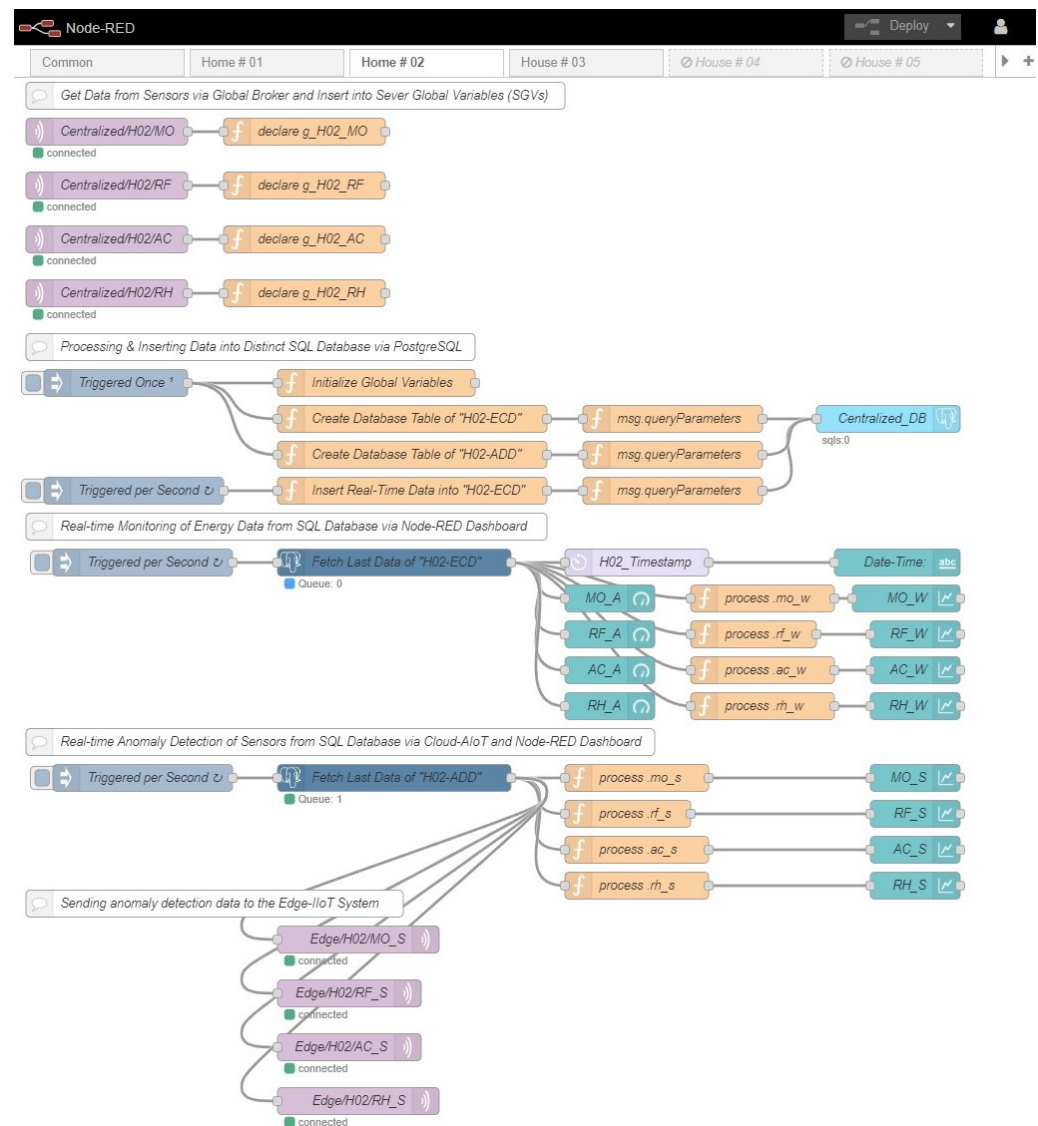 Node-RED
Deploy
Common
Home # 01
Home # 02
House # 03
House # 04
House # 05
Get Data from Sensors via Global Broker and Insert into Sever Global Variables (SGVs)
Centralized/H02/MO
declare g_H02_MO
connected
Centralized/H02/RF
declare g_H02_RF
connected
Centralized/H02/AC
declare g_H02_AC
connected
Centralized/H02/RH
declare g_H02_RH
connected
Processing & Inserting Data into Distinct SQL Database via PostgreSQL
Triggered Once ¹
Initialize Global Variables
Create Database Table of "H02-ECD"
msg.queryParameters
Centralized_DB
sqls:0
Create Database Table of "H02-ADD"
msg.queryParameters
Triggered per Second ↻
Insert Real-Time Data into "H02-ECD"
msg.queryParameters
Real-time Monitoring of Energy Data from SQL Database via Node-RED Dashboard
Triggered per Second ↻
Fetch Last Data of "H02-ECD"
Queue: 0
H02_Timestamp
Date-Time:
abc
MO_A
process .mo_w
MO_W
RF_A
process .rf_w
RF_W
AC_A
process .ac_w
AC_W
RH_A
process .rh_w
RH_W
Real-time Anomaly Detection of Sensors from SQL Database via Cloud-AIoT and Node-RED Dashboard
Triggered per Second ↻
Fetch Last Data of "H02-ADD"
Queue: 1
process .mo_s
MO_S
process .rf_s
RF_S
process .ac_s
AC_S
process .rh_s
RH_S
Sending anomaly detection data to the Edge-IIoT System
Edge/H02/MO_S
connected
Edge/H02/RF_S
connected
Edge/H02/AC_S
connected
Edge/H02/RH_S
connected